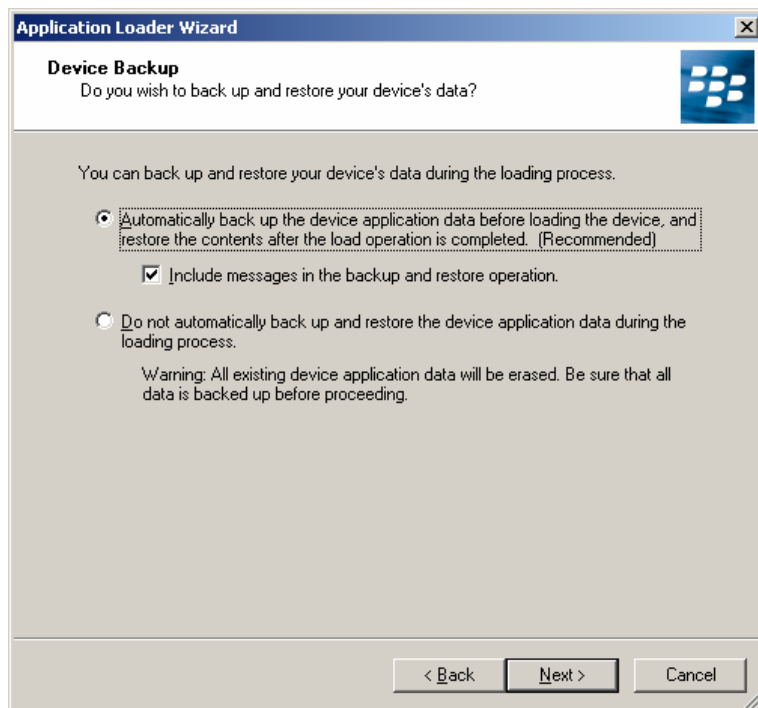 Application Loader Wizard
Device Backup
Do you wish to back up and restore your device's data?
You can back up and restore your device's data during the loading process.
Automatically back up the device application data before loading the device, and
restore the contents after the load operation is completed.  (Recommended)
Include messages in the backup and restore operation.
Do not automatically back up and restore the device application data during the
loading process.
Warning: All existing device application data will be erased. Be sure that all
data is backed up before proceeding.
< Back
Next >
Cancel